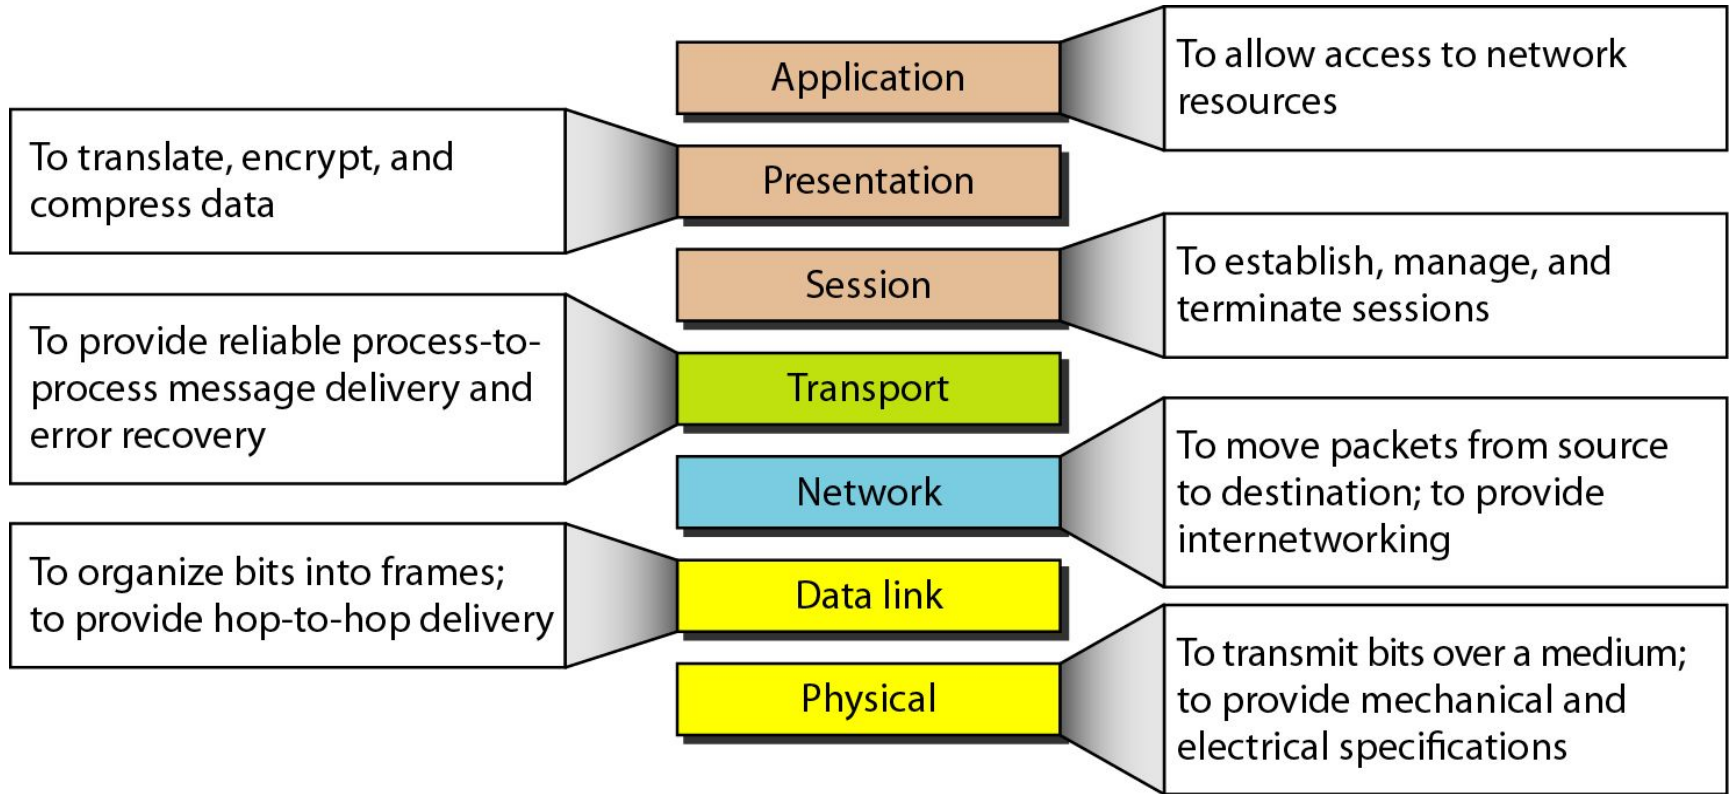 Application
To allow access to network
resources
To translate, encrypt, and
compress data
Presentation
Session
To establish, manage, and
terminate sessions
To provide reliable process-to-
process message delivery and
error recovery
Transport
Network
To move packets from source
to destination; to provide
internetworking
To organize bits into frames;
to provide hop-to-hop delivery
Data link
Physical
To transmit bits over a medium;
to provide mechanical and
electrical specifications